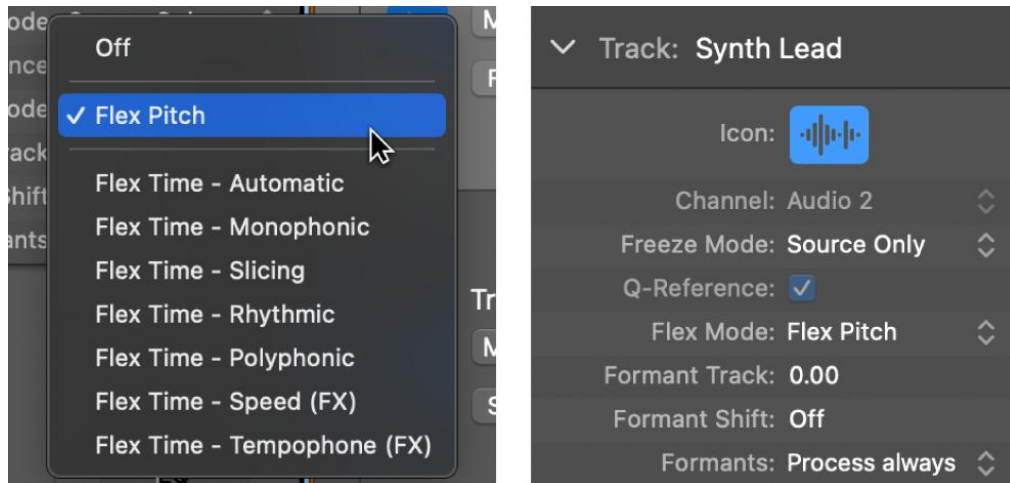 Off
Flex Pitch
Flex Time - Automatic
Flex Time - Monophonic
Flex Time - Slicing
Flex Time - Rhythmic
Flex Time - Polyphonic
Flex Time - Speed (FX)
Flex Time - Tempophone (FX)
Track: Synth Lead
Icon:
Channel: Audio 2
Freeze Mode: Source Only
Q-Reference:
Flex Mode: Flex Pitch
Formant Track: 0.00
Formant Shift: Off
Formants: Process always